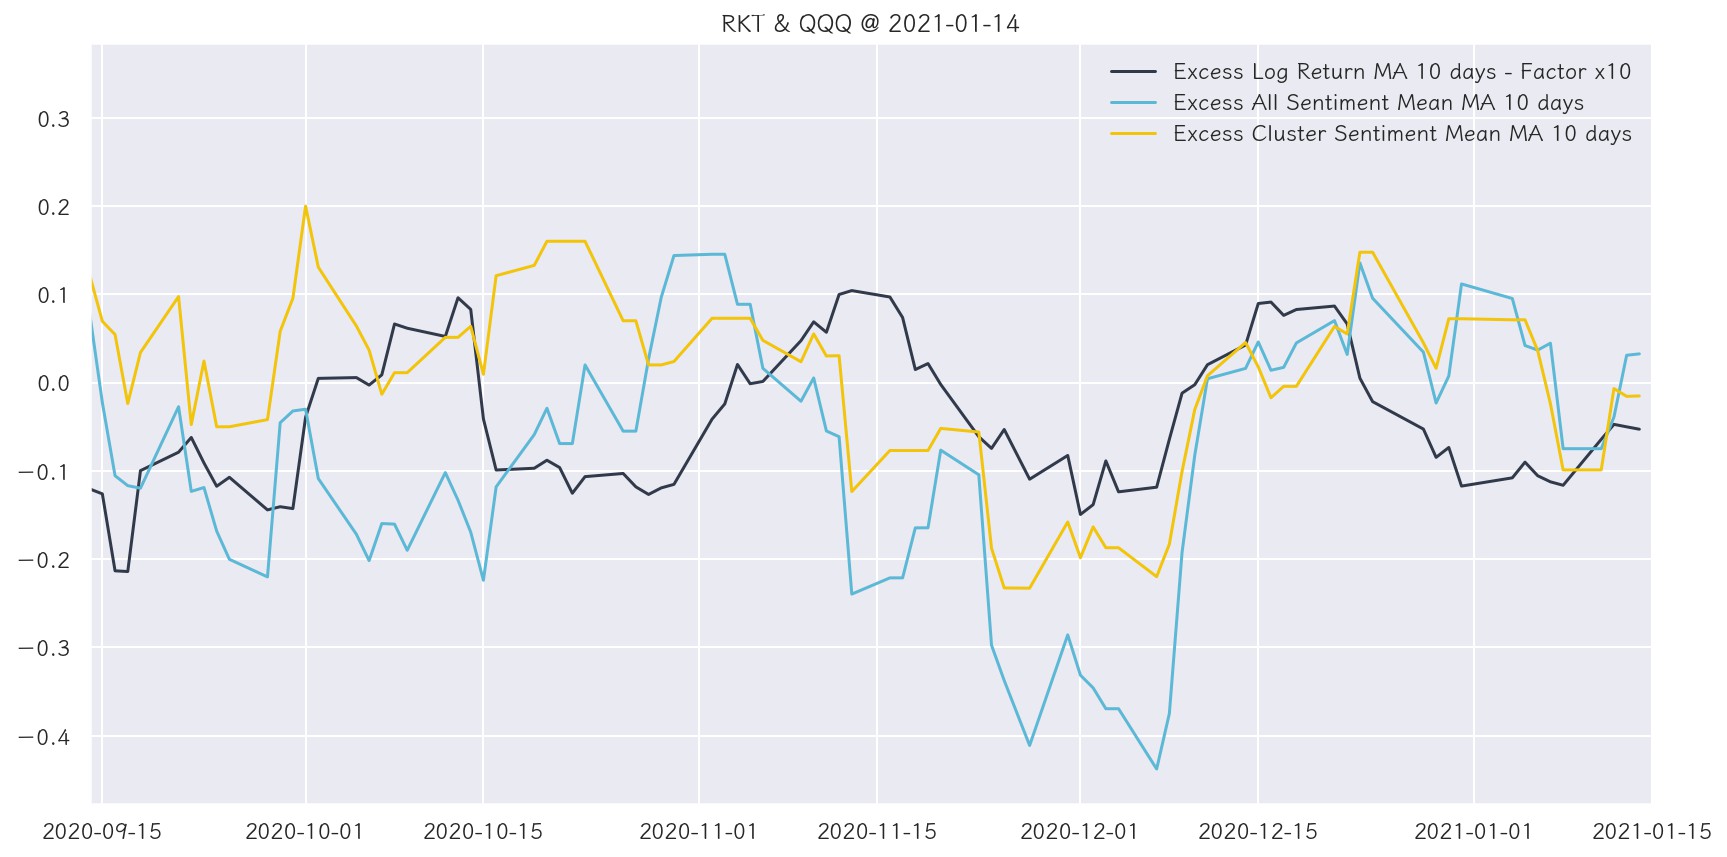 RKT & QQQ @ 2021-01-14
Excess Log Return MA 10 days - Factor x10
Excess All Sentiment Mean MA 10 days
Excess Cluster Sentiment Mean MA 10 days
0.3
0.2
0.1
0.0
−0.1
−0.2
−0.3
−0.4
2020-09-15 2020-10-01 2020-10-15 2020-11-01 2020-11-15 2020-12-01 2020-12-15 2021-01-01 2021-01-15